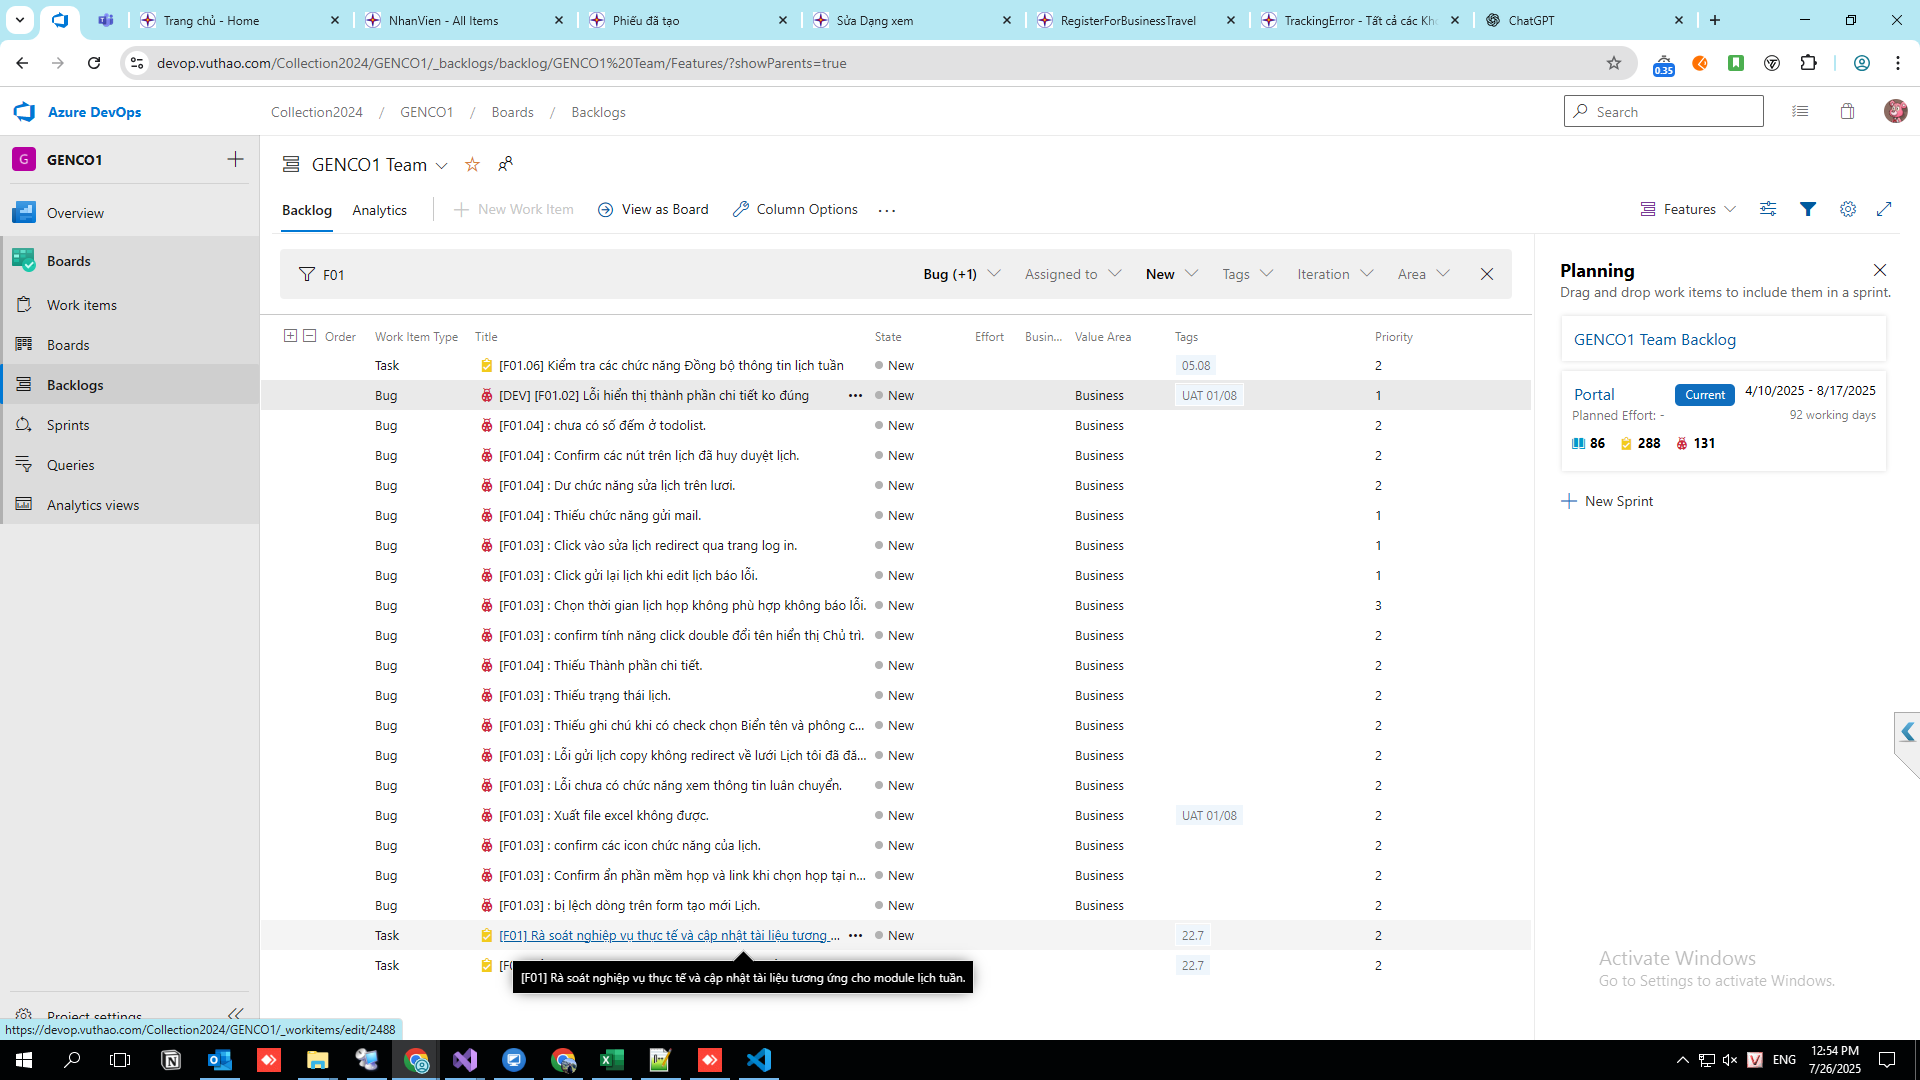 Trang chủ - Home
NhanVien - All Items
Phiếu đã tạo
Sửa Dạng xem
RegisterForBusinessTravel
TrackingError - Tất cả các Kh
ChatGPT
devop.vuthao.com/Collection2024/GENCO1/_backlogs/backlog/GENCO1%20Team/Features/?showParents=true
0.35
Azure DevOps
Collection2024 / GENCO1 / Boards / Backlogs
Search
G GENCO1
Overview
Boards
Work items
Boards
Backlogs
Sprints
Queries
Analytics views
Project settings
GENCO1 Team
Backlog Analytics New Work Item View as Board Column Options ...
Features
F01 Bug (+1) Assigned to New Tags Iteration Area
Order Work Item Type Title State Effort Busin... Value Area Tags Priority
Task [F01.06] Kiểm tra các chức năng Đồng bộ thông tin lịch tuần New 05.08 2
Bug [DEV] [F01.02] Lỗi hiển thị thành phần chi tiết ko đúng ... New Business UAT 01/08 1
Bug [F01.04] : chưa có số đếm ở todolist. New Business 2
Bug [F01.04] : Confirm các nút trên lịch đã huy duyệt lịch. New Business 2
Bug [F01.04] : Dư chức năng sửa lịch trên lươi. New Business 2
Bug [F01.04] : Thiếu chức năng gửi mail. New Business 1
Bug [F01.03] : Click vào sửa lịch redirect qua trang log in. New Business 1
Bug [F01.03] : Click gửi lại lịch khi edit lịch báo lỗi. New Business 1
Bug [F01.03] : Chọn thời gian lịch họp không phù hợp không báo lỗi. New Business 3
Bug [F01.03] : confirm tính năng click double đổi tên hiển thị Chủ trì. New Business 2
Bug [F01.04] : Thiếu Thành phần chi tiết. New Business 2
Bug [F01.03] : Thiếu trạng thái lịch. New Business 2
Bug [F01.03] : Thiếu ghi chú khi có check chọn Biển tên và phông c... New Business 2
Bug [F01.03] : Lỗi gửi lịch copy không redirect về lưới Lịch tôi đã đă... New Business 2
Bug [F01.03] : Lỗi chưa có chức năng xem thông tin luân chuyển. New Business 2
Bug [F01.03] : Xuất file excel không được. New Business UAT 01/08 2
Bug [F01.03] : confirm các icon chức năng của lịch. New Business 2
Bug [F01.03] : Confirm ẩn phần mềm họp và link khi chọn họp tại n... New Business 2
Bug [F01.03] : bị lệch dòng trên form tạo mới Lịch. New Business 2
Task [F01] Rà soát nghiệp vụ thực tế và cập nhật tài liệu tương ... ... New 22.7 2
Task 22.7 2
[F01] Rà soát nghiệp vụ thực tế và cập nhật tài liệu tương ứng cho module lịch tuần.
Planning
Drag and drop work items to include them in a sprint.
GENCO1 Team Backlog
Portal Current 4/10/2025 - 8/17/2025
Planned Effort: - 92 working days
86 288 131
New Sprint
Activate Windows
Go to Settings to activate Windows.
https://devop.vuthao.com/Collection2024/GENCO1/_workitems/edit/2488
V ENG
12:54 PM
7/26/2025